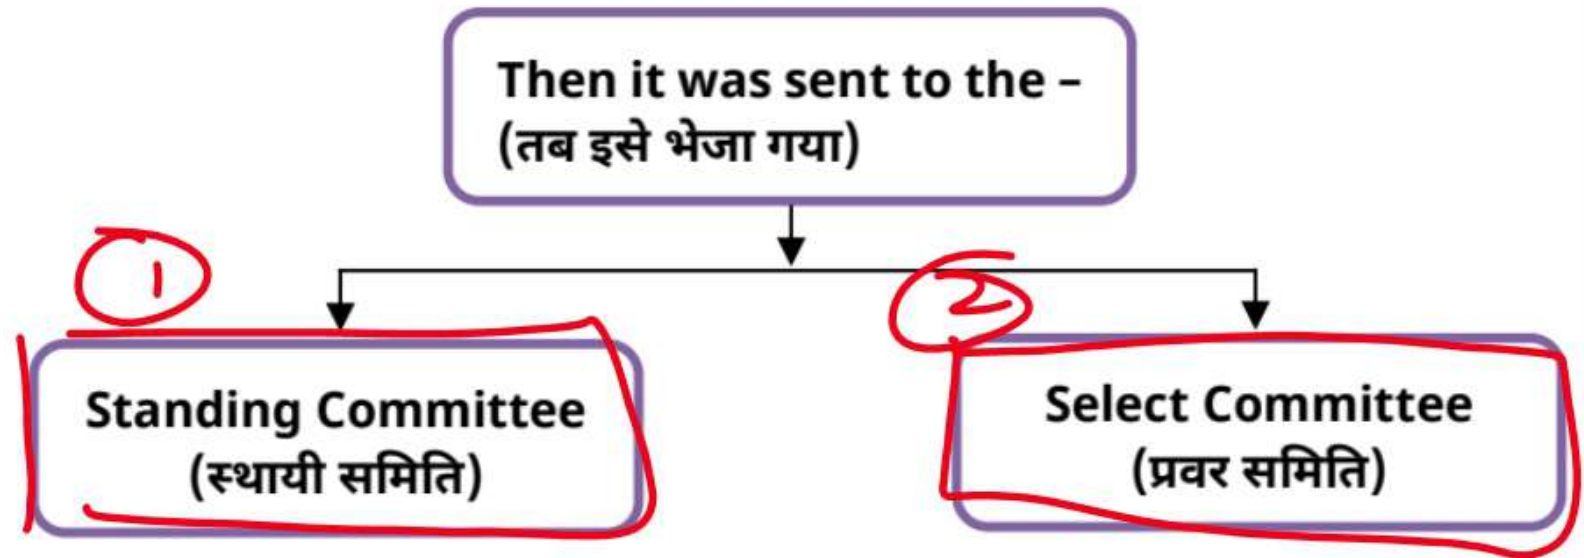 Then it was sent to the –
(तब इसे भेजा गया)
1
2
Standing Committee
(स्थायी समिति)
Select Committee
(प्रवर समिति)